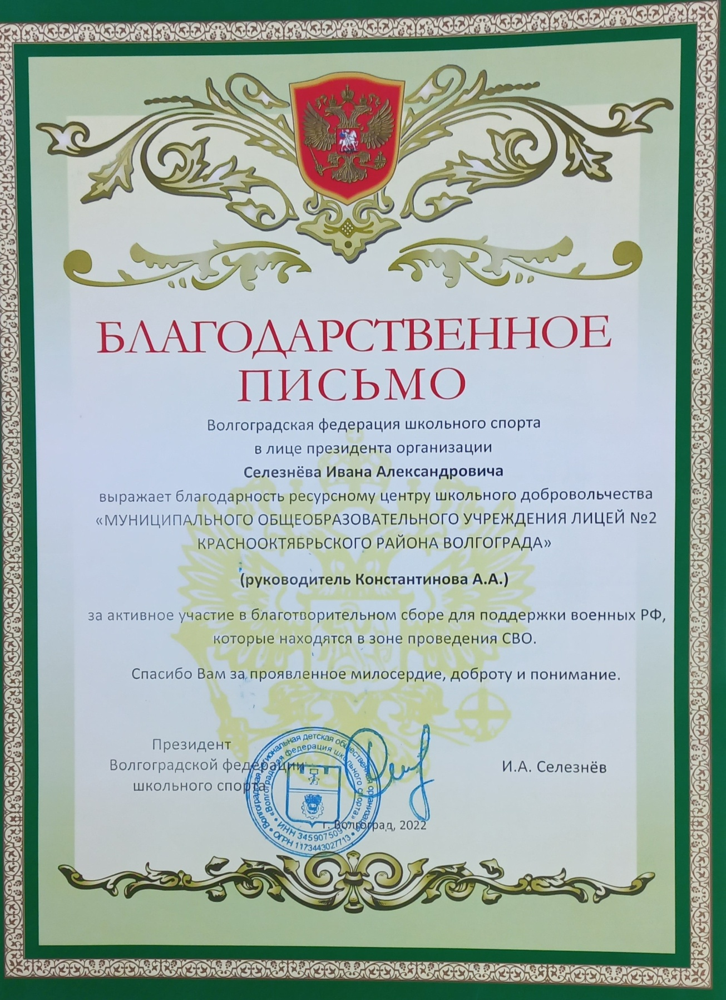 БЛАГОДАРСТВЕННОЕ
ПИСЬМО
Волгоградская федерация школьного спорта
в лице президента организации
Селезнёва Ивана Александровича
выражает благодарность ресурсному центру школьного добровольчества
«МУНИЦИПАЛЬНОГО ОБЩЕОБРАЗОВАТЕЛЬНОГО УЧРЕЖДЕНИЯ ЛИЦЕЙ №2
КРАСНООКТЯБРЬСКОГО РАЙОНА ВОЛГОГРАДА»
(руководитель Константинова А.А.)
за активное участие в благотворительном сборе для поддержки военных РФ,
которые находятся в зоне проведения СВО.
Спасибо Вам за проявленное милосердие, доброту и понимание.
Президент
Волгоградской федерации
школьного спорта
И.А. Селезнёв
Волгоградская региональная детская общественная организация
«Волгоградская федерация школьного спорта»
ИНН
ОГРН 1173443027713
г. Волгоград, 2022